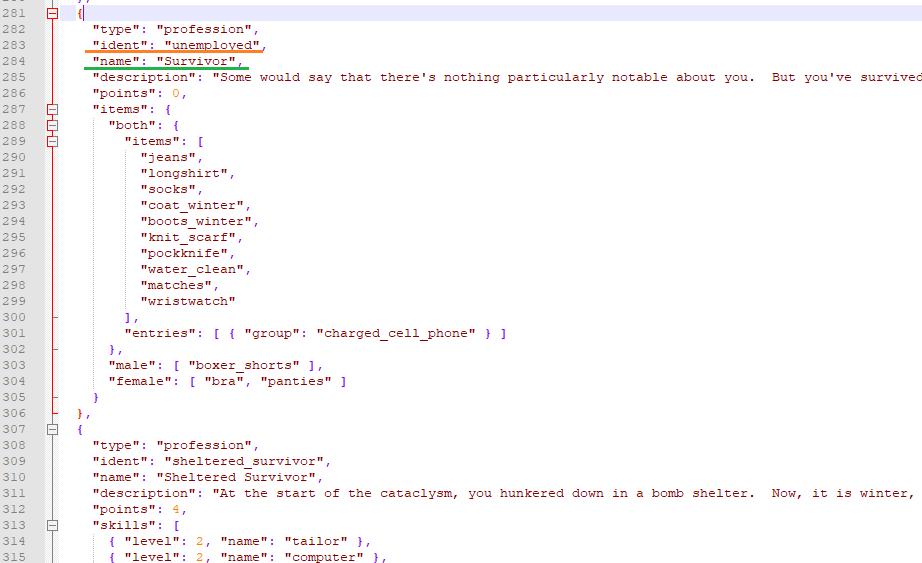 281 {
282 "type": "profession",
283 "ident": "unemployed",
284 "name": "Survivor",
285 "description": "Some would say that there's nothing particularly notable about you.  But you've survived
286 "points": 0,
287 "items": {
288 "both": {
289 "items": [
290 "jeans",
291 "longshirt",
292 "socks",
293 "coat_winter",
294 "boots_winter",
295 "knit_scarf",
296 "pockknife",
297 "water_clean",
298 "matches",
299 "wristwatch"
300 ],
301 "entries": [ { "group": "charged_cell_phone" } ]
302 },
303 "male": [ "boxer_shorts" ],
304 "female": [ "bra", "panties" ]
305 }
306 },
307 {
308 "type": "profession",
309 "ident": "sheltered_survivor",
310 "name": "Sheltered Survivor",
311 "description": "At the start of the cataclysm, you hunkered down in a bomb shelter.  Now, it is winter,
312 "points": 4,
313 "skills": [
314 { "level": 2, "name": "tailor" },
315 { "level": 2, "name": "computer" },